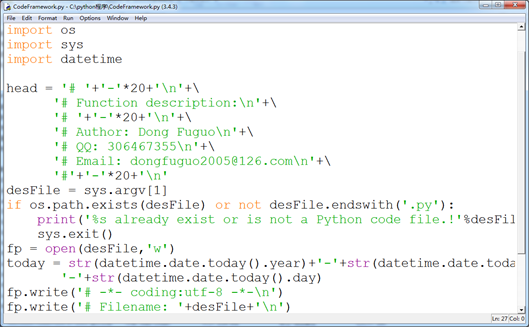 CodeFramework.py - C:\python程序\CodeFramework.py (3.4.3)
File Edit Format Run Options Window Help
import os
import sys
import datetime
head = '# '+'-'*20+'\n'+\
'# Function description:\n'+\
'# '+'-'*20+'\n'+\
'# Author: Dong Fuguo\n'+\
'# QQ: 306467355\n'+\
'# Email: dongfuguo2005@126.com\n'+\
'#'+'-'*20+'\n'
desFile = sys.argv[1]
if os.path.exists(desFile) or not desFile.endswith('.py'):
print('%s already exist or is not a Python code file.!'%desFil
sys.exit()
fp = open(desFile,'w')
today = str(datetime.date.today().year)+'-'+str(datetime.date.toda
'-'+str(datetime.date.today().day)
fp.write('# -*- coding:utf-8 -*-\n')
fp.write('# Filename: '+desFile+'\n')
Ln: 27 Col: 0